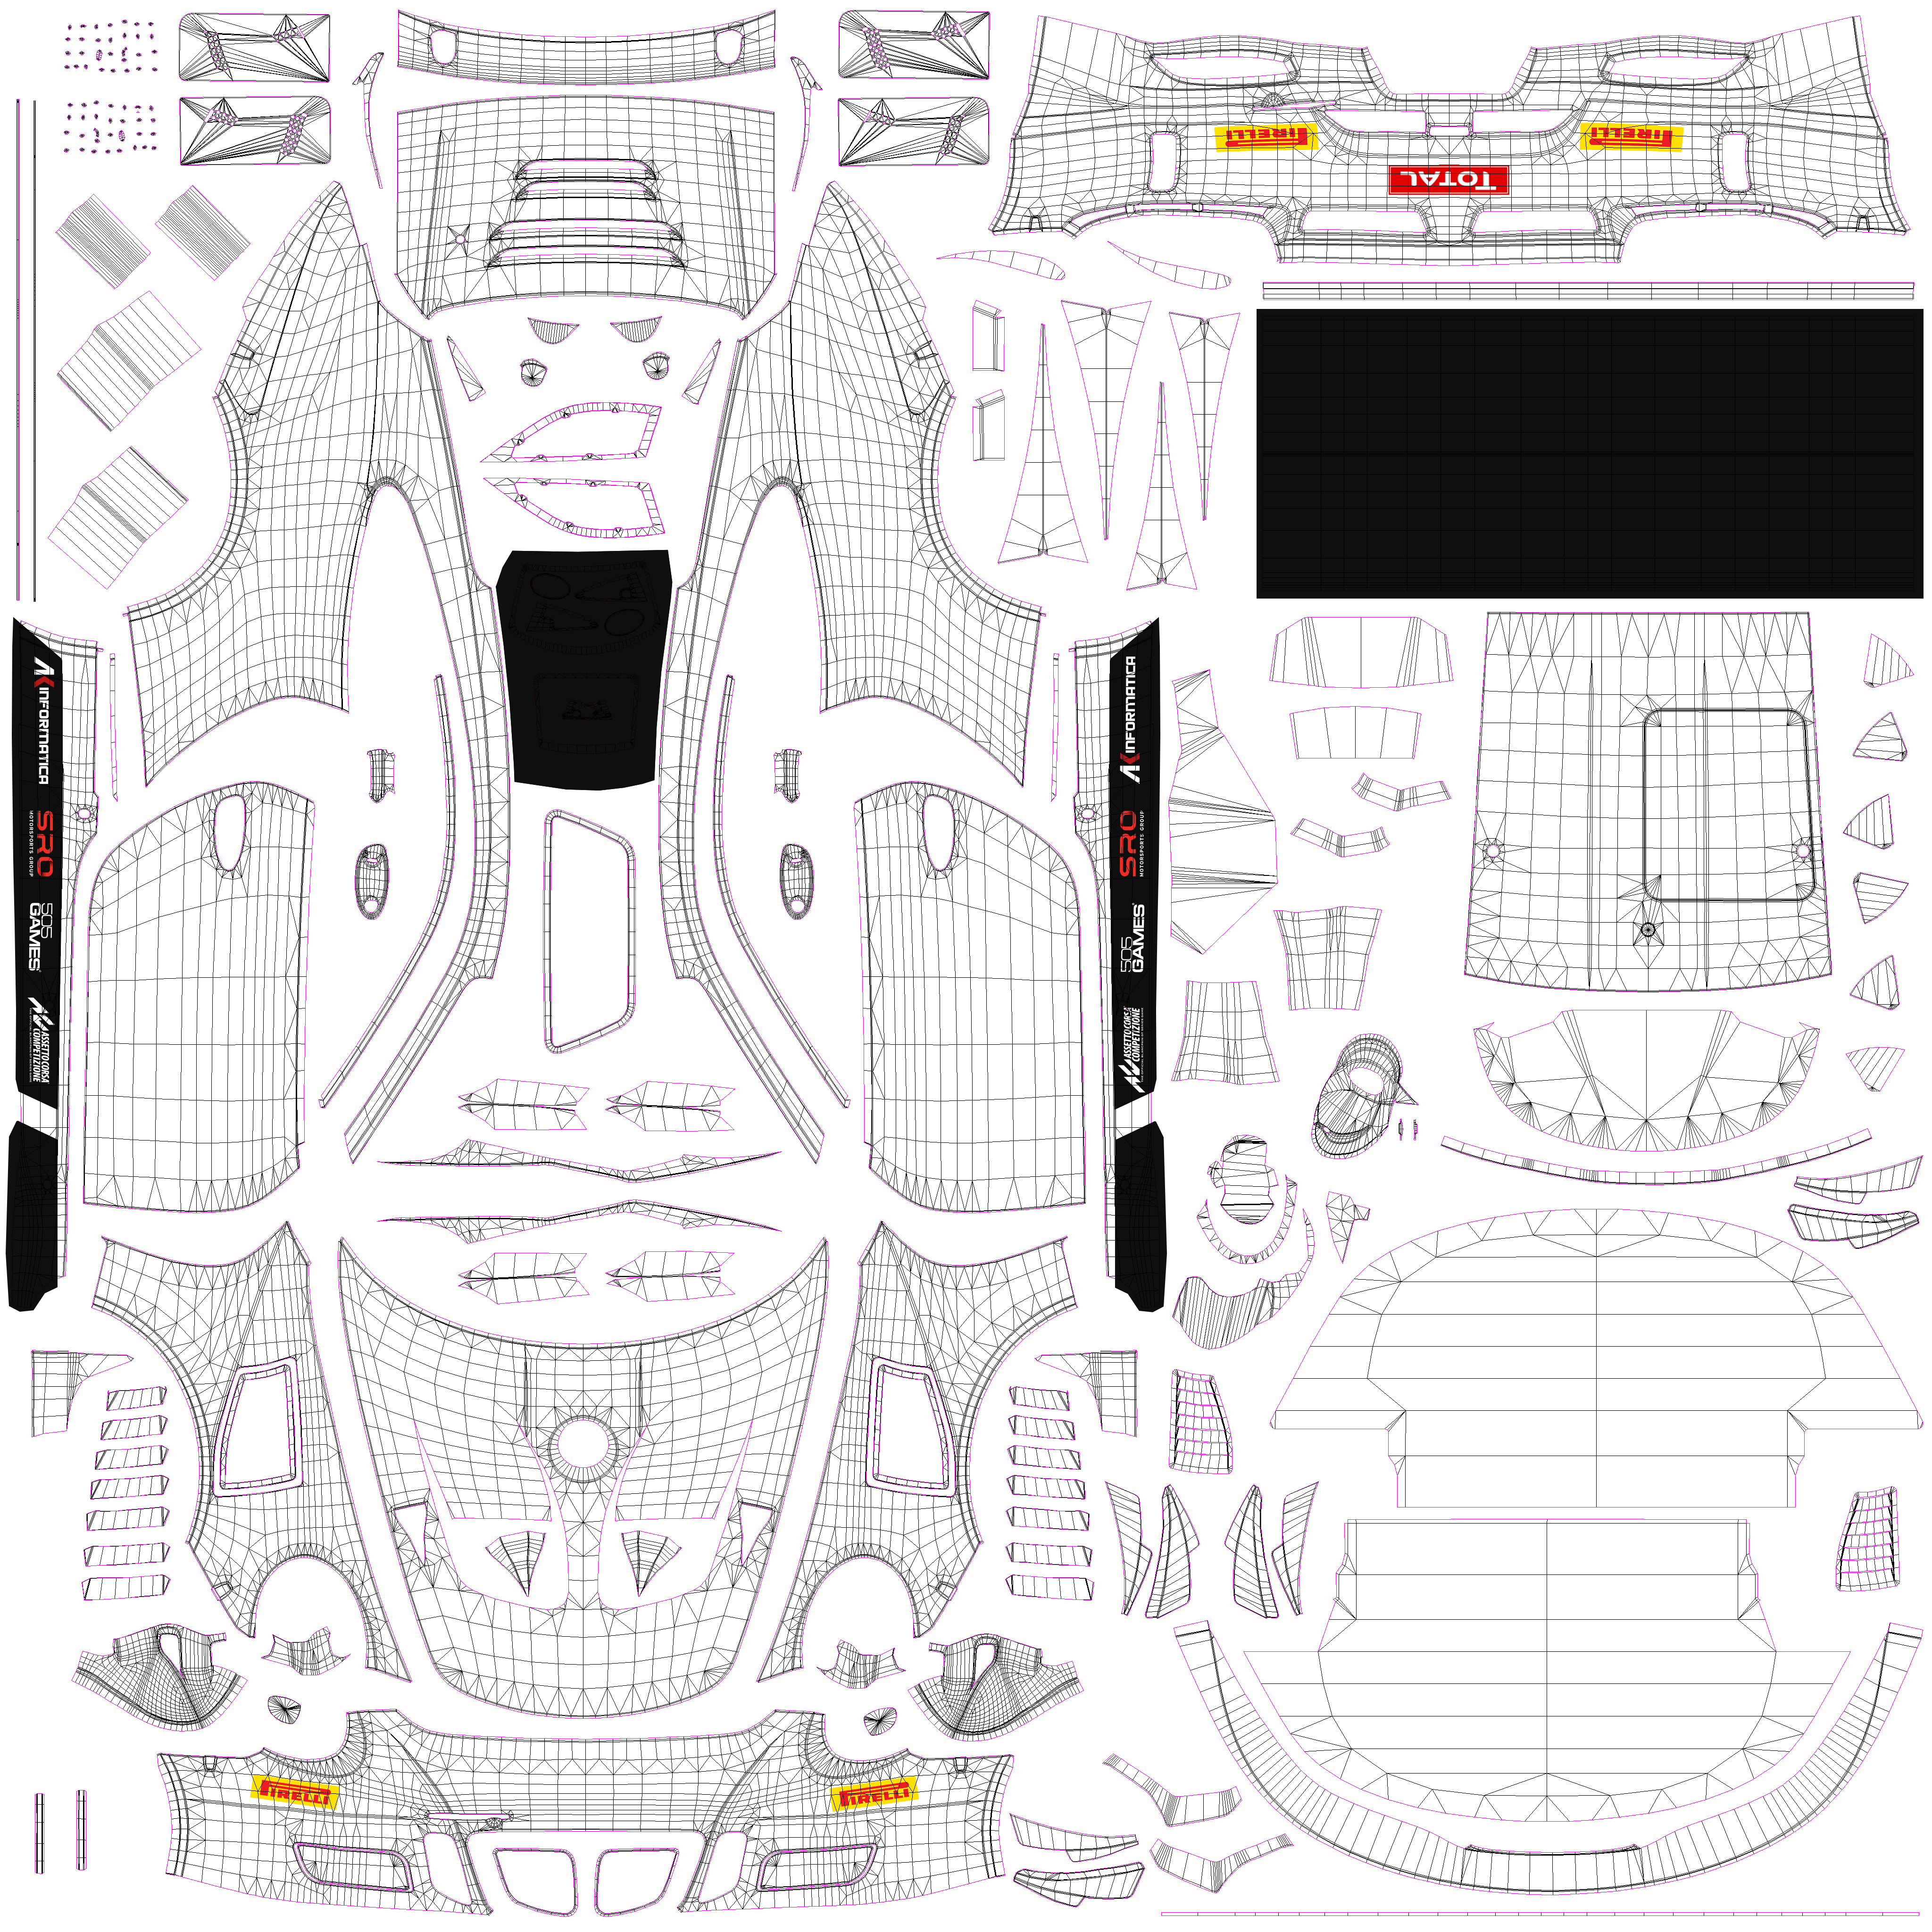 PIRELLI
PIRELLI
TOTAL
AK INFORMATICA
SRO
MOTORSPORTS GROUP
505
GAMES
ASSETTO CORSA
COMPETIZIONE
AK INFORMATICA
SRO
MOTORSPORTS GROUP
505
GAMES
ASSETTO CORSA
COMPETIZIONE
PIRELLI
PIRELLI